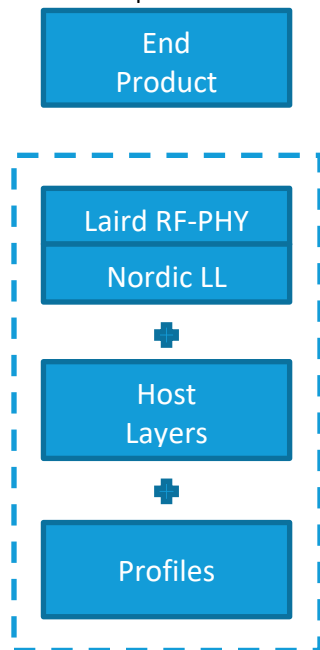 End
Product
Laird RF-PHY
Nordic LL
Host
Layers
Profiles